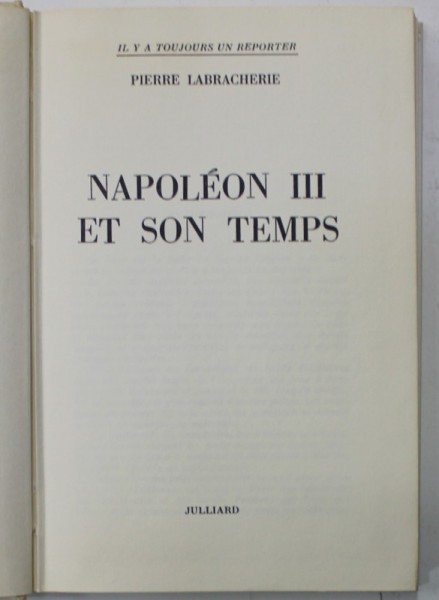 IL Y A TOUJOURS UN REPORTER
PIERRE LABRACHERIE
NAPOLÉON III
ET SON TEMPS
JULLIARD